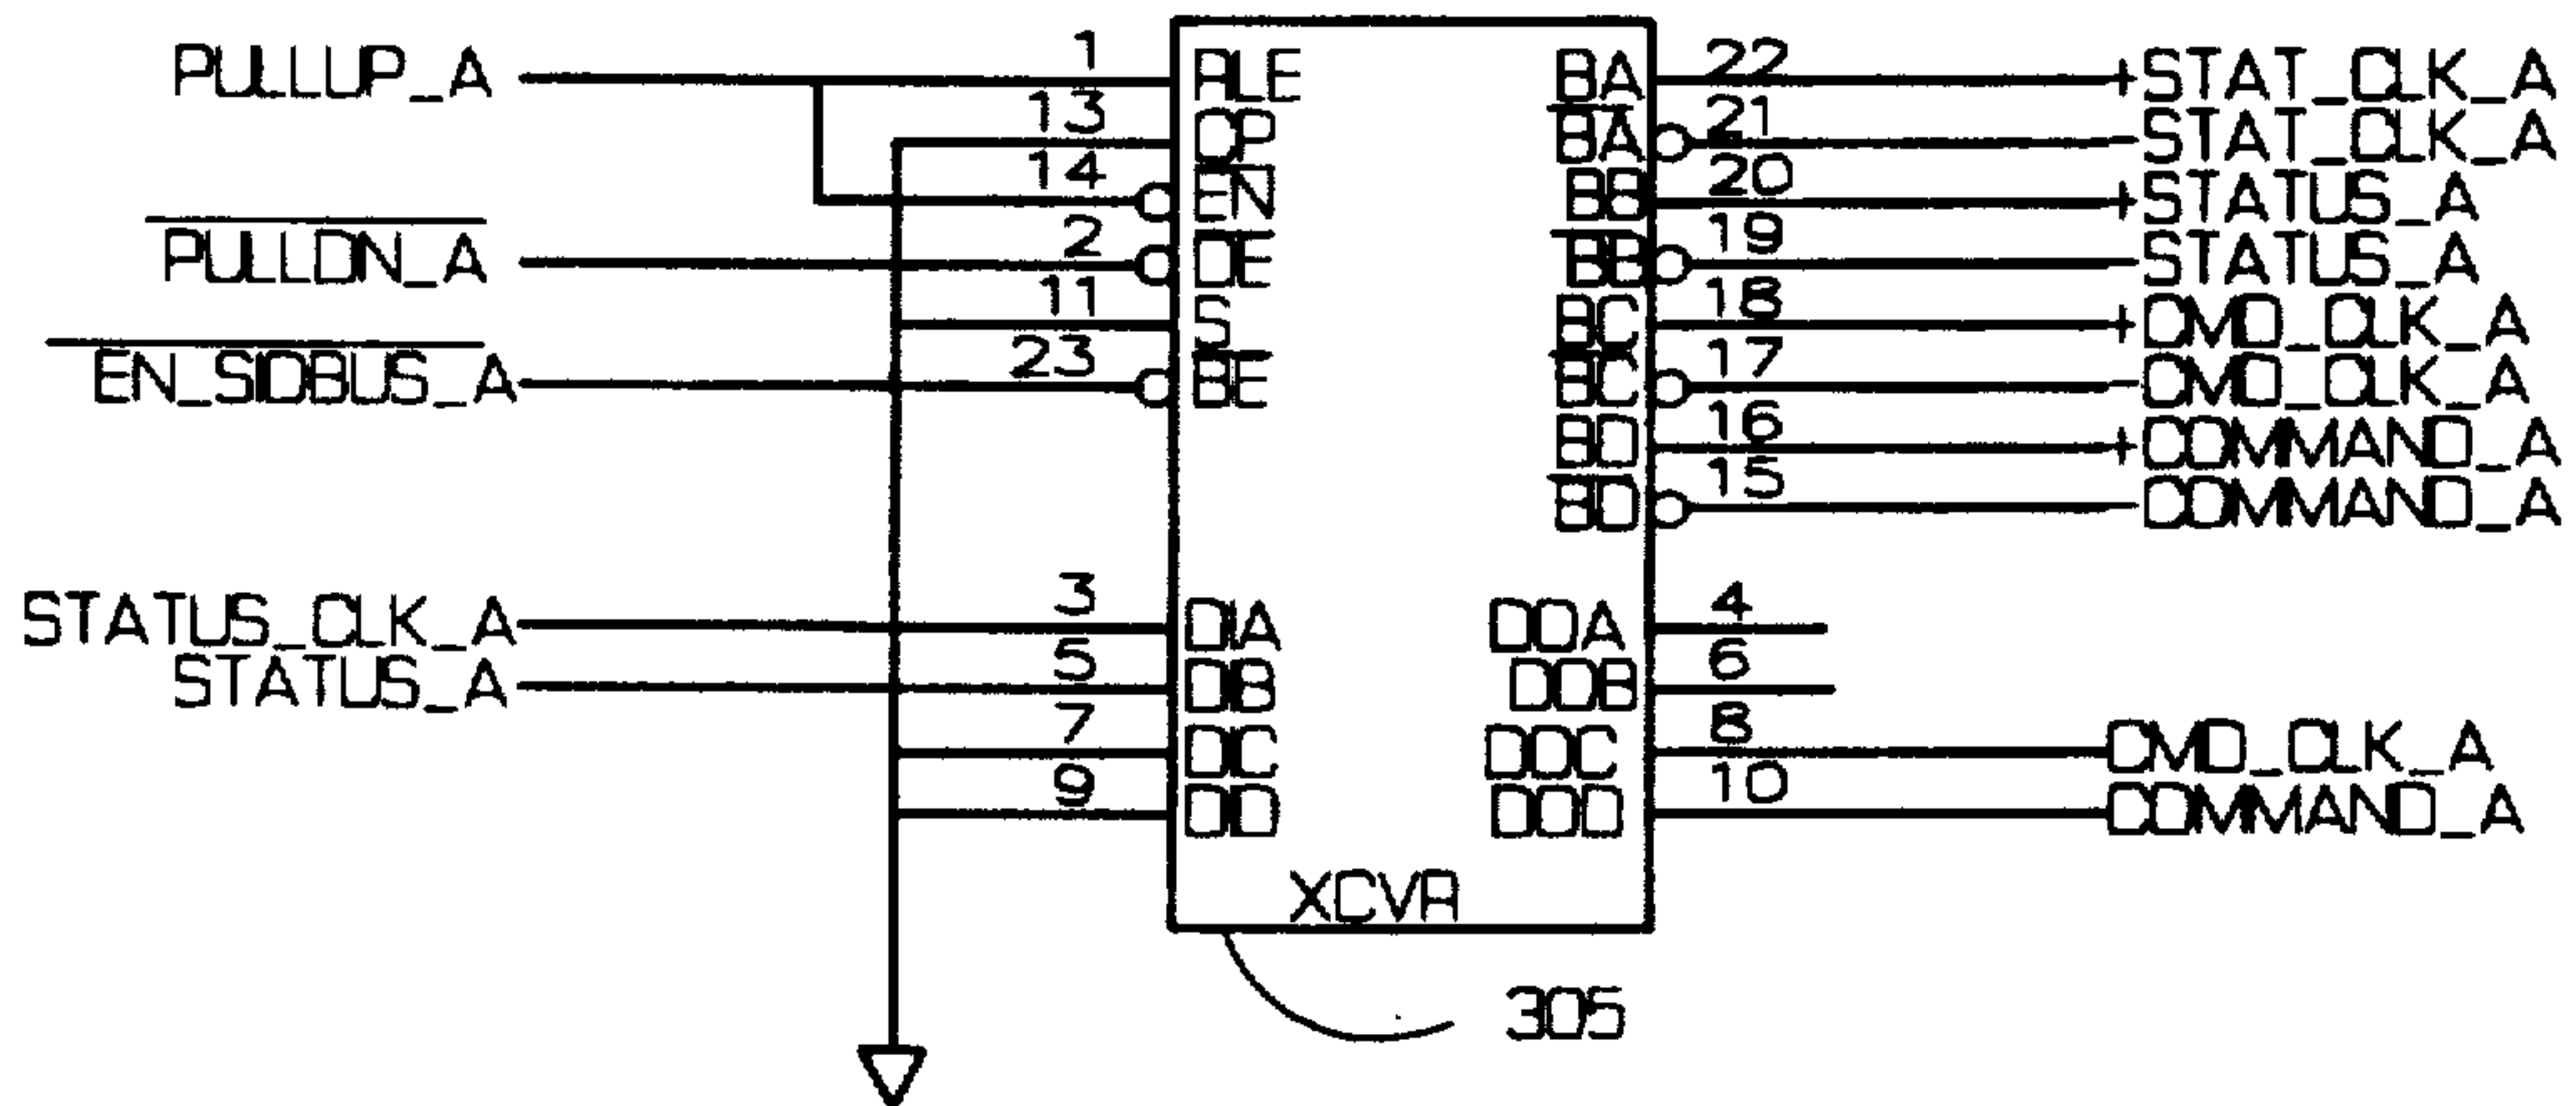 PULLUP_A 1 RLE BA 22 +STAT_CLK_A
13 OP BA 21 -STAT_CLK_A
14 EN BB 20 +STATUS_A
PULLDN_A 2 DE BB 19 -STATUS_A
11 S BC 18 +CMD_CLK_A
EN_SIDBUS_A 23 BE BC 17 -CMD_CLK_A
BD 16 +COMMAND_A
BD 15 -COMMAND_A
STATUS_CLK_A 3 DIA DOA 4
STATUS_A 5 DIB DOB 6
7 DIC DOC 8 CMD_CLK_A
9 DID DOD 10 COMMAND_A
XCVR
305